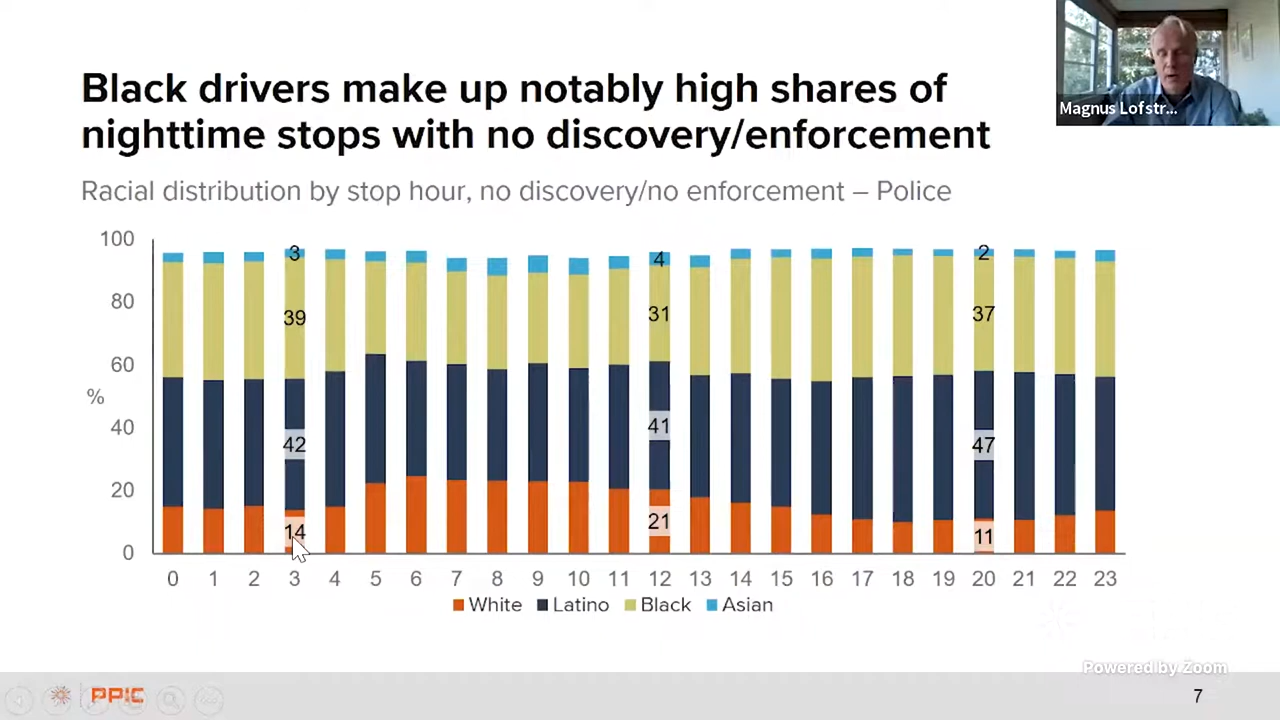 Magnus Lofstr...
Black drivers make up notably high shares of
nighttime stops with no discovery/enforcement
Racial distribution by stop hour, no discovery/no enforcement – Police
100
80
60
%
40
20
0
3
39
42
14
4
31
41
21
2
37
47
11
0 1 2 3 4 5 6 7 8 9 10 11 12 13 14 15 16 17 18 19 20 21 22 23
White Latino Black Asian
Powered by Zoom
PPIC
7